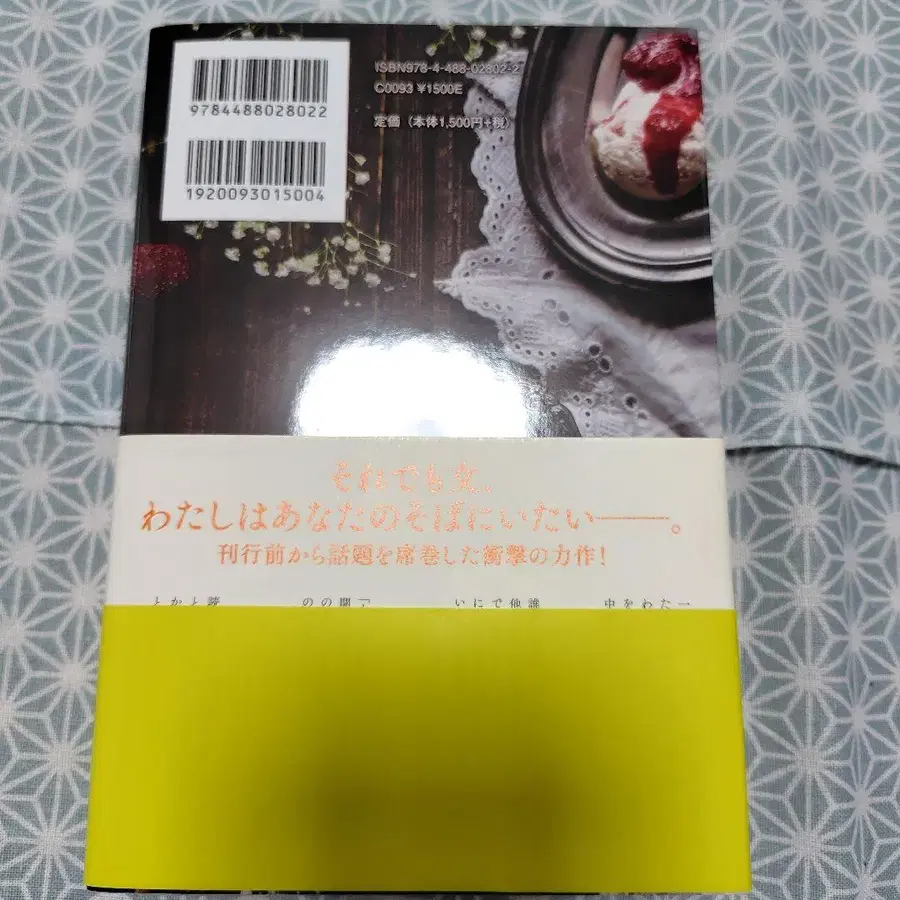 9784488028022
1920093015004
ISBN978-4-488-02802-2
C0093 ¥1500E
定価（本体1,500円+税）
それでも文、
わたしはあなたのそばにいたい――。
刊行前から話題を席巻した衝撃の力作！